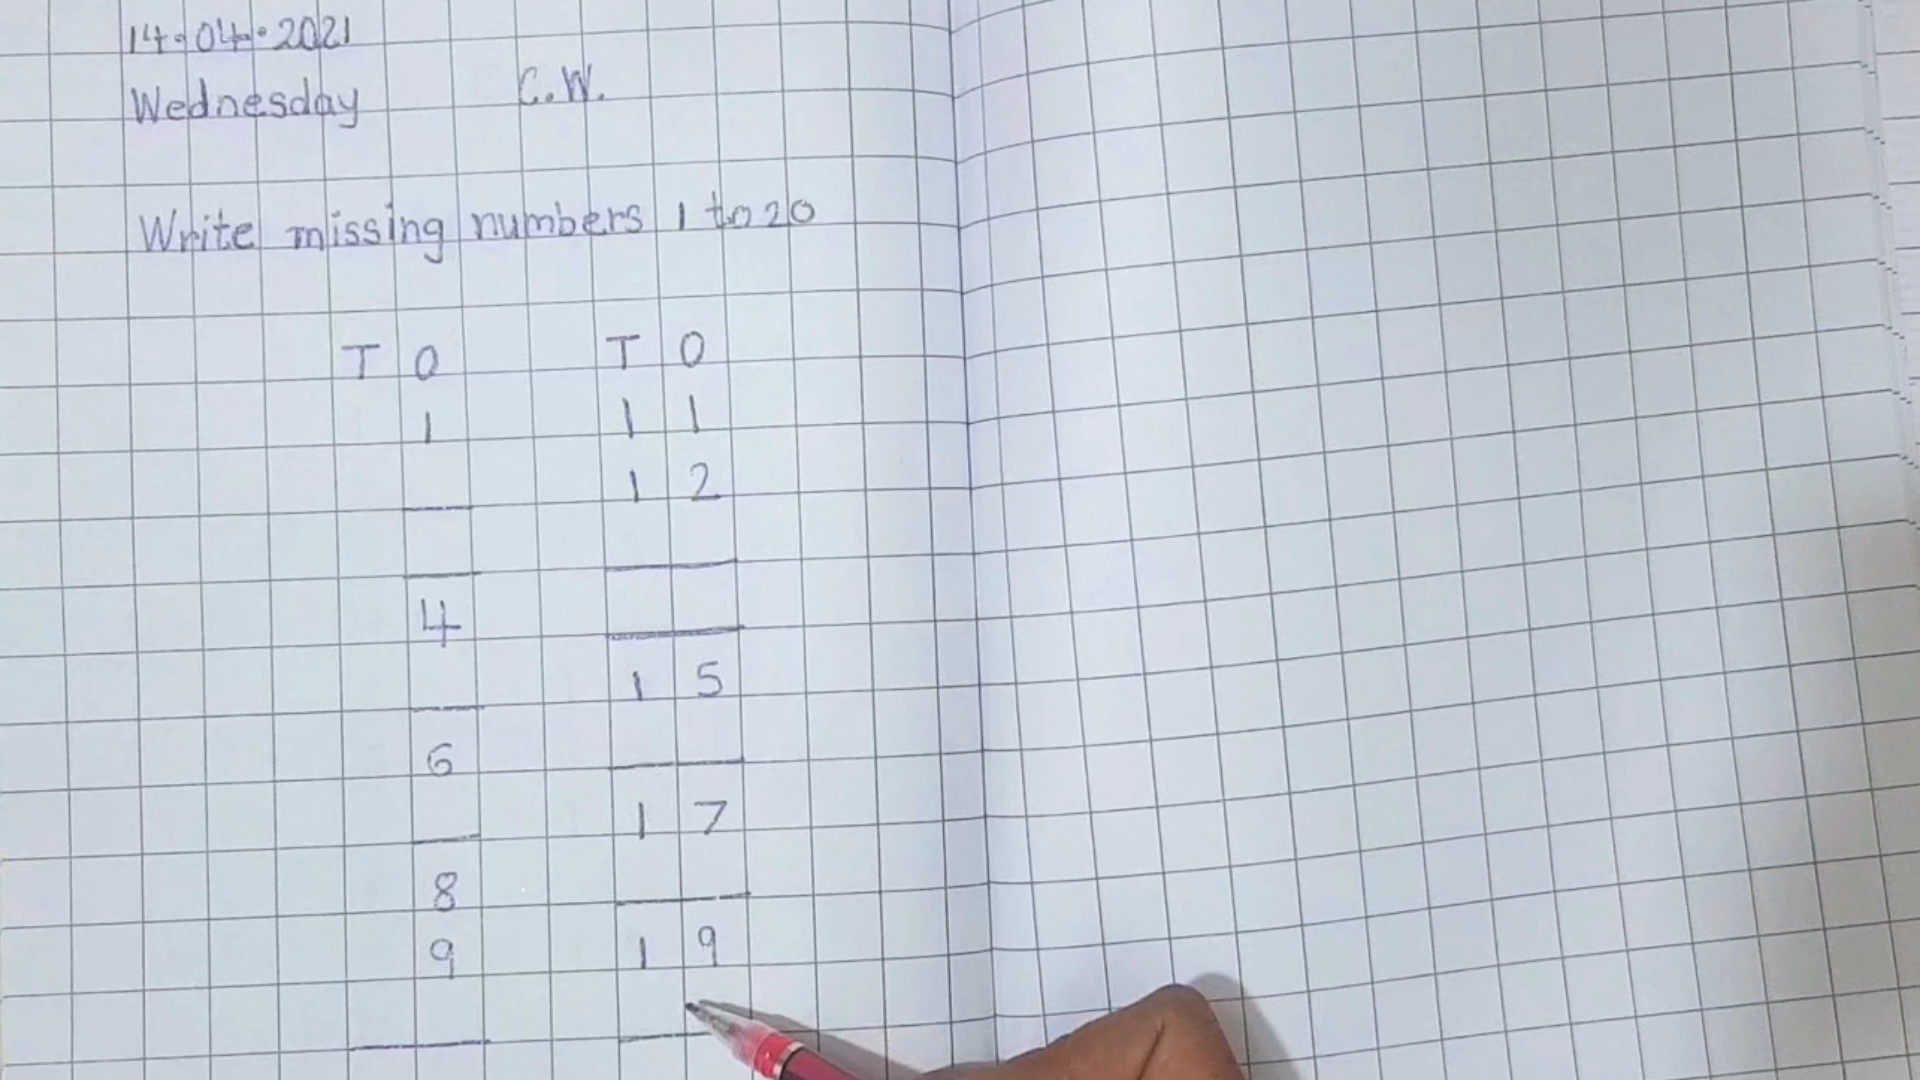 14.04.2021
Wednesday C.W.
Write missing numbers 1 to 20
T O T O
1 1 1
1 2
4
1 5
6
1 7
8
9 1 9